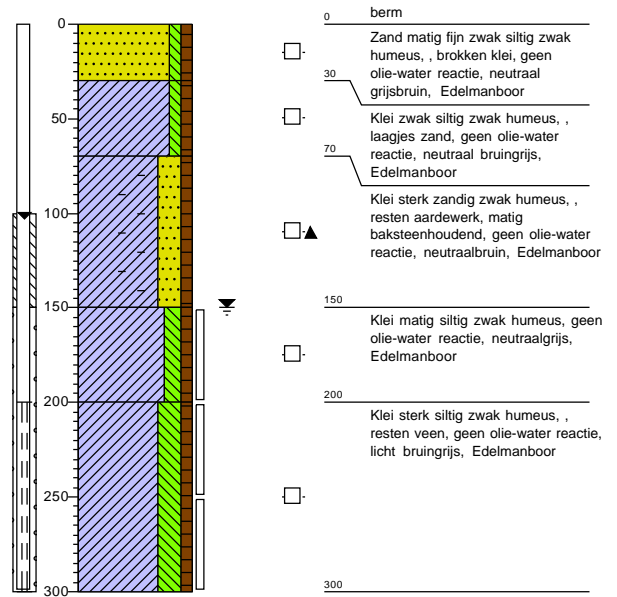 0
50
100
150
200
250
300
0
berm
Zand matig fijn zwak siltig zwak
humeus, , brokken klei, geen
olie-water reactie, neutraal
grijsbruin, Edelmanboor
30
Klei zwak siltig zwak humeus, ,
laagjes zand, geen olie-water
reactie, neutraal bruingrijs,
Edelmanboor
70
Klei sterk zandig zwak humeus, ,
resten aardewerk, matig
baksteenhoudend, geen olie-water
reactie, neutraalbruin, Edelmanboor
150
Klei matig siltig zwak humeus, geen
olie-water reactie, neutraalgrijs,
Edelmanboor
200
Klei sterk siltig zwak humeus, ,
resten veen, geen olie-water reactie,
licht bruingrijs, Edelmanboor
300